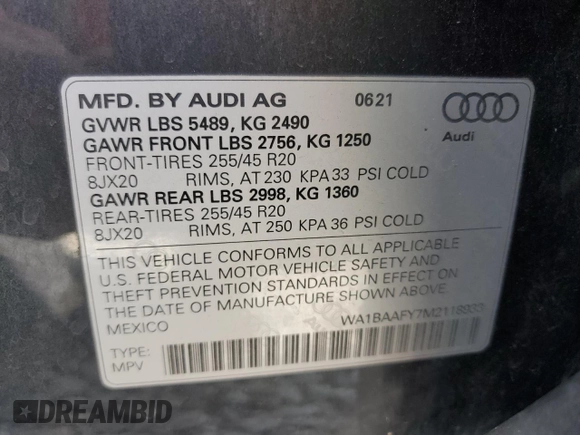 MFD. BY AUDI AG 0621
GVWR LBS 5489, KG 2490
GAWR FRONT LBS 2756, KG 1250
FRONT-TIRES 255/45 R20
8JX20 RIMS, AT 230 KPA 33 PSI COLD
GAWR REAR LBS 2998, KG 1360
REAR-TIRES 255/45 R20
8JX20 RIMS, AT 250 KPA 36 PSI COLD
Audi
THIS VEHICLE CONFORMS TO ALL APPLICABLE
U.S. FEDERAL MOTOR VEHICLE SAFETY AND
THEFT PREVENTION STANDARDS IN EFFECT ON
THE DATE OF MANUFACTURE SHOWN ABOVE.
MEXICO
TYPE:
MPV
DREAMBID